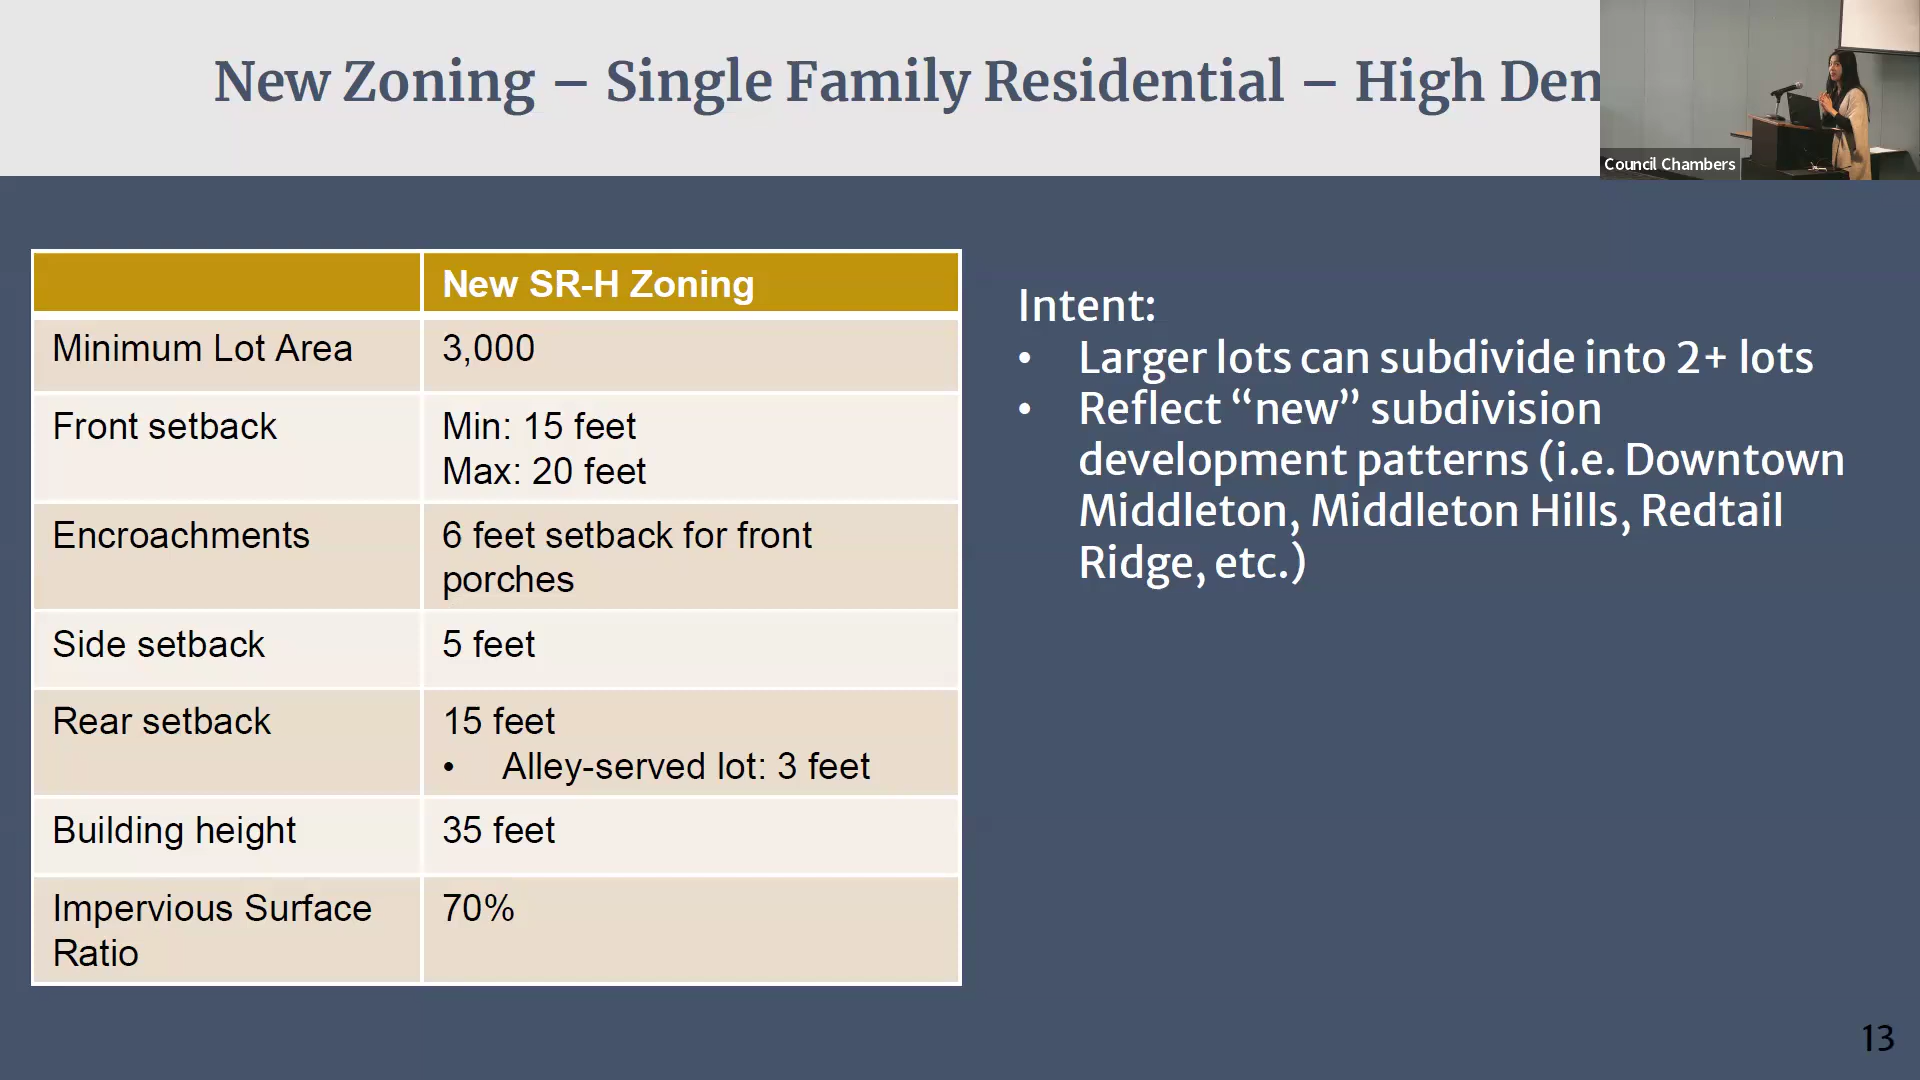 New Zoning – Single Family Residential – High Den
Council Chambers
New SR-H Zoning
Minimum Lot Area
3,000
Front setback
Min: 15 feet
Max: 20 feet
Encroachments
6 feet setback for front
porches
Side setback
5 feet
Rear setback
15 feet
• Alley-served lot: 3 feet
Building height
35 feet
Impervious Surface
Ratio
70%
Intent:
• Larger lots can subdivide into 2+ lots
• Reflect “new” subdivision
development patterns (i.e. Downtown
Middleton, Middleton Hills, Redtail
Ridge, etc.)
13